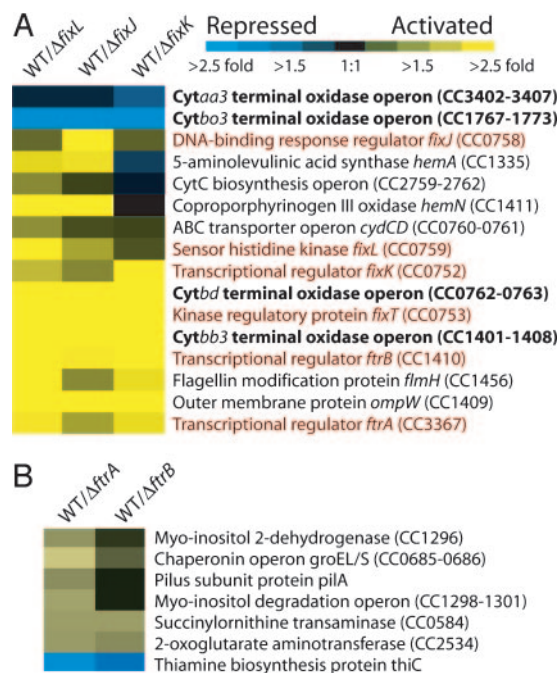 A
Repressed
Activated
WT/ΔfixL
WT/ΔfixJ
WT/ΔfixK
>2.5 fold
>1.5
1:1
>1.5
>2.5 fold
Cytaa3 terminal oxidase operon (CC3402-3407)
Cytbo3 terminal oxidase operon (CC1767-1773)
DNA-binding response regulator fixJ (CC0758)
5-aminolevulinic acid synthase hemA (CC1335)
CytC biosynthesis operon (CC2759-2762)
Coproporphyrinogen III oxidase hemN (CC1411)
ABC transporter operon cydCD (CC0760-0761)
Sensor histidine kinase fixL (CC0759)
Transcriptional regulator fixK (CC0752)
Cytbd terminal oxidase operon (CC0762-0763)
Kinase regulatory protein fixT (CC0753)
Cytbb3 terminal oxidase operon (CC1401-1408)
Transcriptional regulator ftrB (CC1410)
Flagellin modification protein flmH (CC1456)
Outer membrane protein ompW (CC1409)
Transcriptional regulator ftrA (CC3367)
B
WT/ΔftrA
WT/ΔftrB
Myo-inositol 2-dehydrogenase (CC1296)
Chaperonin operon groEL/S (CC0685-0686)
Pilus subunit protein pilA
Myo-inositol degradation operon (CC1298-1301)
Succinylornithine transaminase (CC0584)
2-oxoglutarate aminotransferase (CC2534)
Thiamine biosynthesis protein thiC